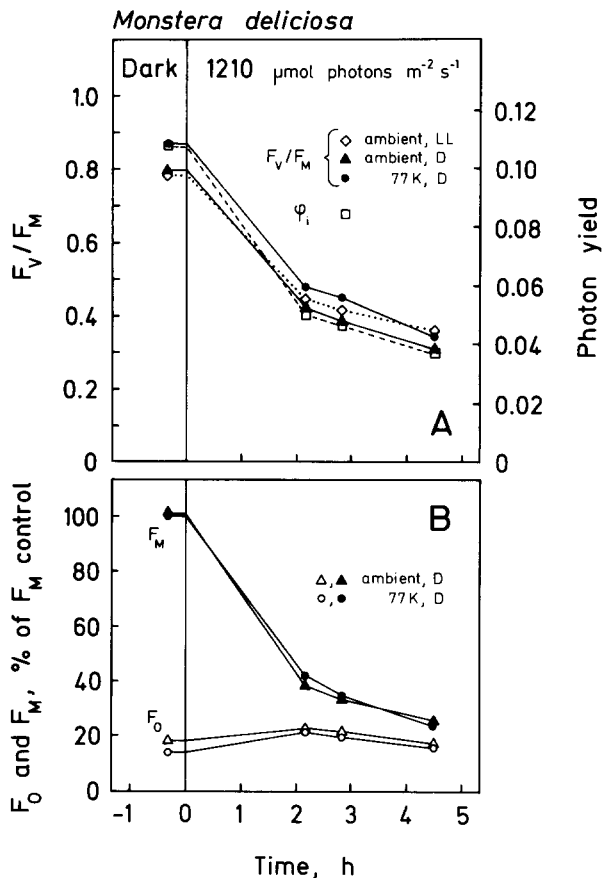 Monstera deliciosa
Dark 1210 µmol photons m⁻² s⁻¹
F_V/F_M
1.0
0.8
0.6
0.4
0.2
0
F_V/F_M { ◇ ambient, LL
▲ ambient, D
● 77K, D
φ_i □
0.12
0.10
0.08
0.06
0.04
0.02
0
Photon yield
A
F_O and F_M, % of F_M control
100
80
60
40
20
0
B
F_M
△,▲ ambient, D
○,● 77K, D
F_O
-1 0 1 2 3 4 5
Time, h